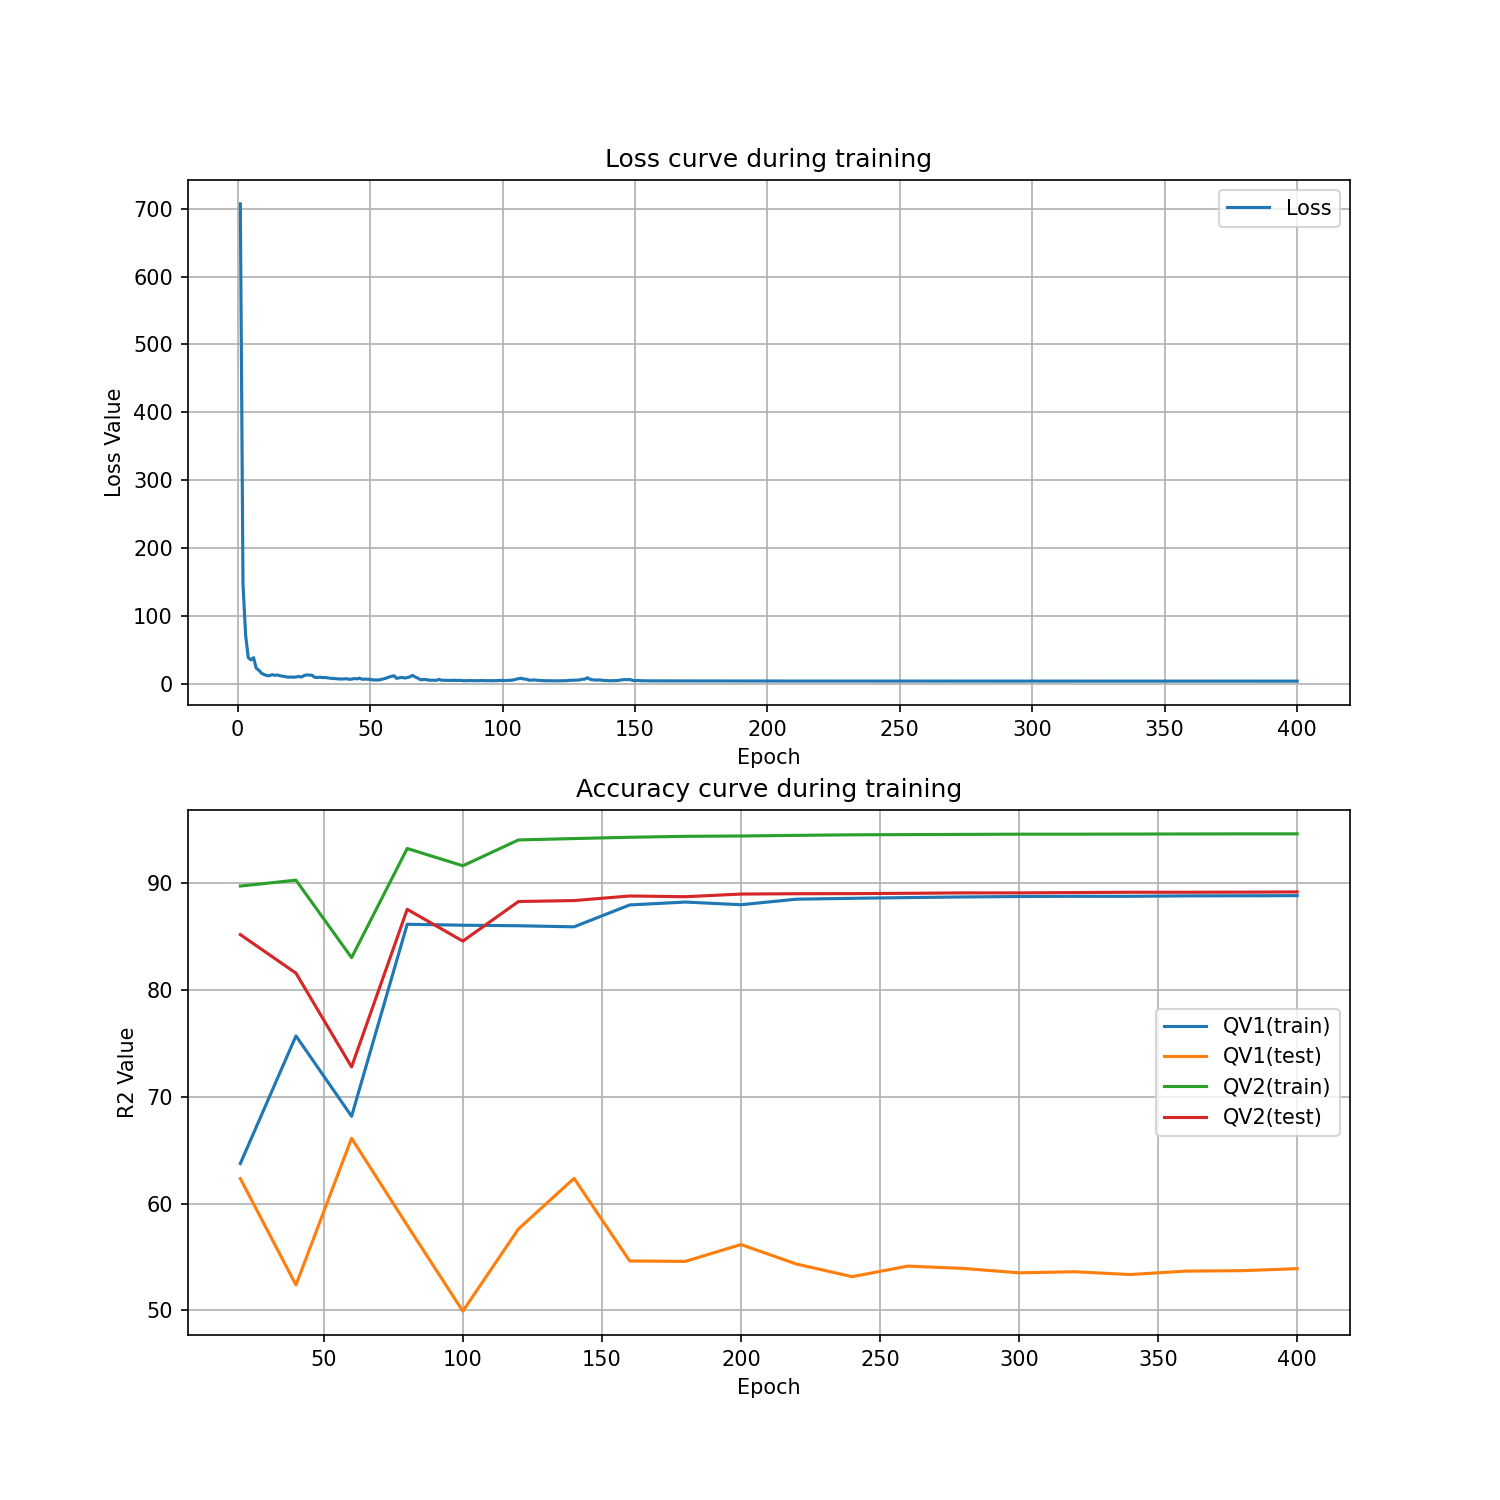 Loss curve during training
700
600
500
400
300
200
100
0
Loss Value
Loss
0 50 100 150 200 250 300 350 400
Epoch
Accuracy curve during training
90
80
70
60
50
R2 Value
QV1(train)
QV1(test)
QV2(train)
QV2(test)
50 100 150 200 250 300 350 400
Epoch